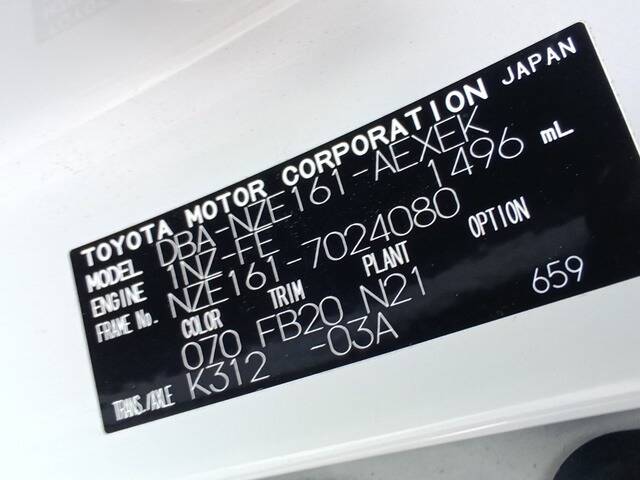 TOYOTA MOTOR CORPORATION JAPAN
MODEL DBA-NZE161-AEXEK
ENGINE 1NZ-FE 1496 mL
FRAME No. NZE161-7024080
COLOR TRIM PLANT OPTION
070 FB20 N21 659
TRANS./AXLE K312 -03A